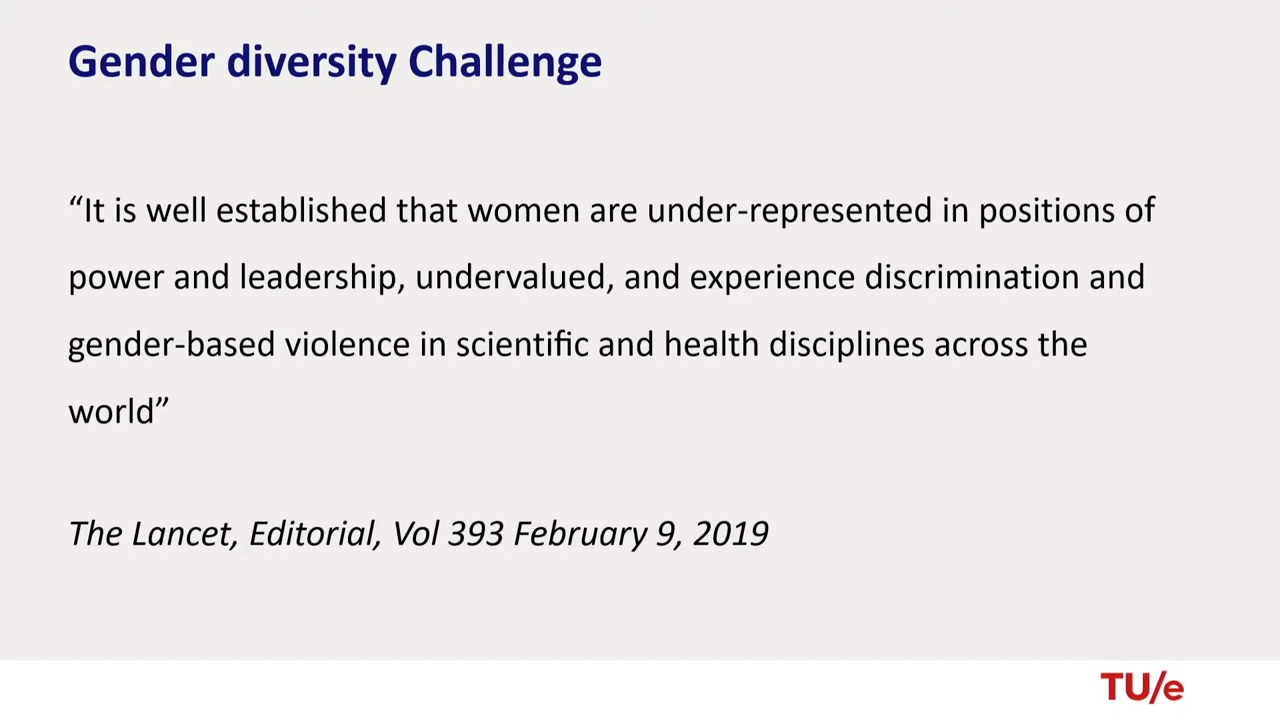 Gender diversity Challenge
“It is well established that women are under-represented in positions of
power and leadership, undervalued, and experience discrimination and
gender-based violence in scientific and health disciplines across the
world”
The Lancet, Editorial, Vol 393 February 9, 2019
TU/e